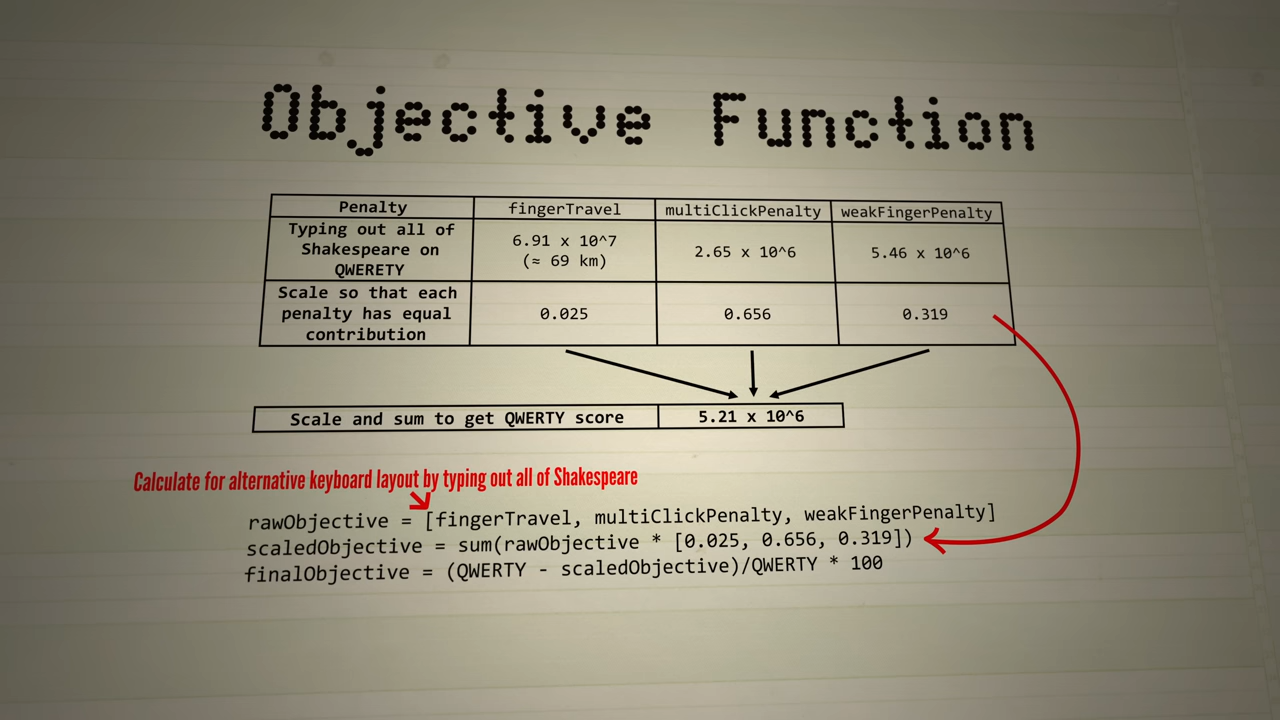 Objective Function
Penalty fingerTravel multiClickPenalty weakFingerPenalty
Typing out all of
Shakespeare on
QWERETY
6.91 x 10^7
(≈ 69 km)
2.65 x 10^6
5.46 x 10^6
Scale so that each
penalty has equal
contribution
0.025
0.656
0.319
Scale and sum to get QWERTY score 5.21 x 10^6
Calculate for alternative keyboard layout by typing out all of Shakespeare
rawObjective = [fingerTravel, multiClickPenalty, weakFingerPenalty]
scaledObjective = sum(rawObjective * [0.025, 0.656, 0.319])
finalObjective = (QWERTY - scaledObjective)/QWERTY * 100